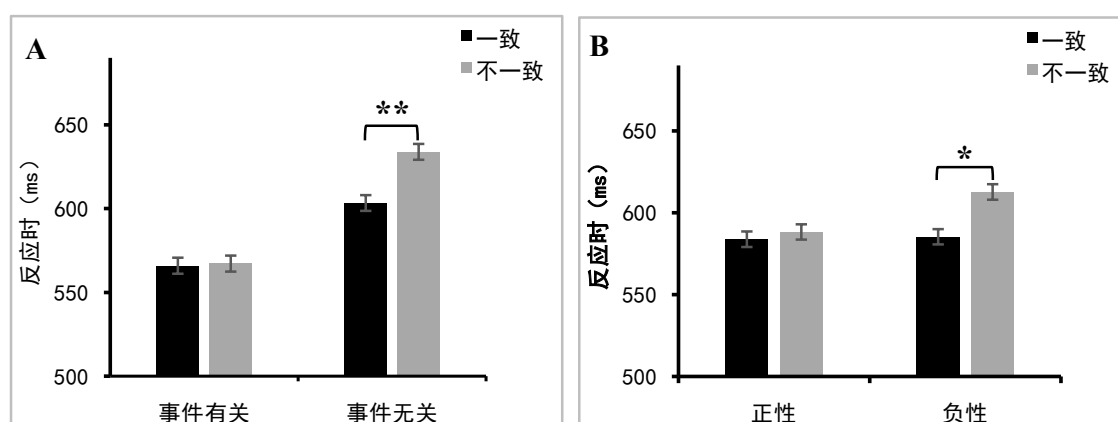 A
一致
不一致
**
650
600
550
500
反应时（ms）
事件有关
事件无关
B
一致
不一致
*
650
600
550
500
反应时（ms）
正性
负性